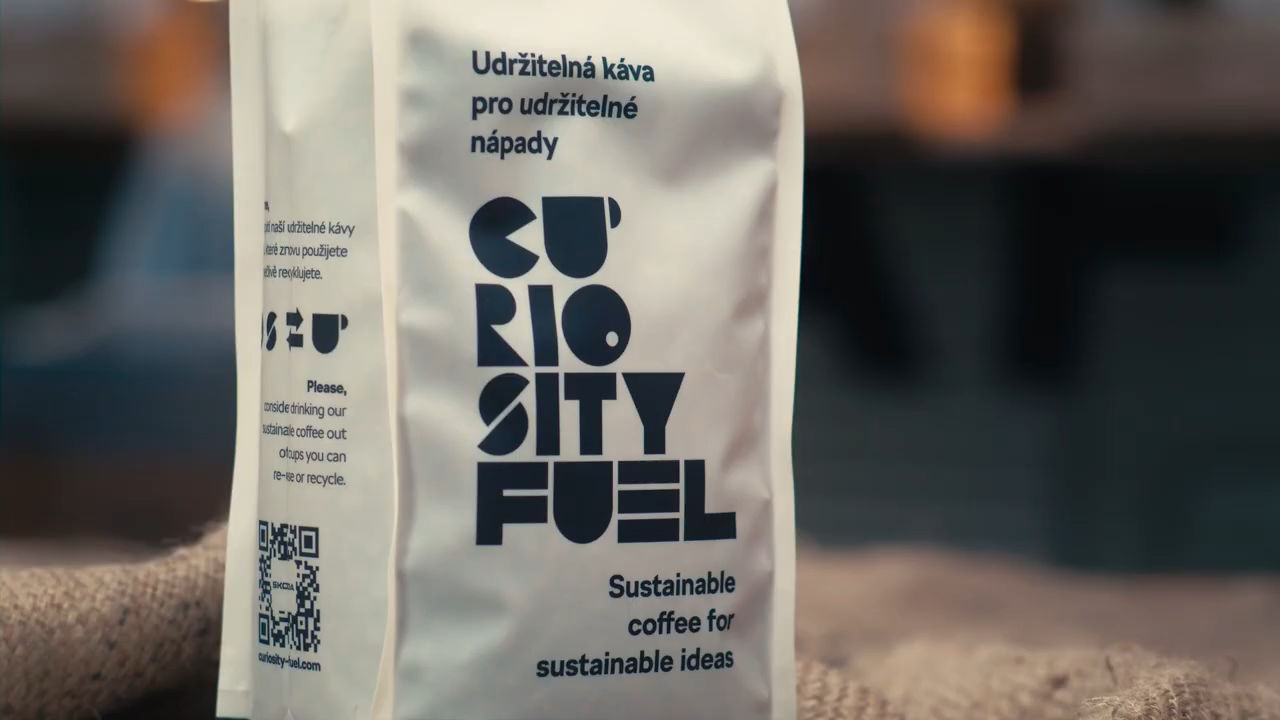 Udržitelná káva
pro udržitelné
nápady
CU
RIO
SITY
FUEL
Sustainable
coffee for
sustainable ideas
naší udržitelné kávy
které znovu použijete
recyklujete.
Please,
consider drinking our
sustainable coffee out
of cups you can
re-use or recycle.
ŠKODA
curiosity-fuel.com